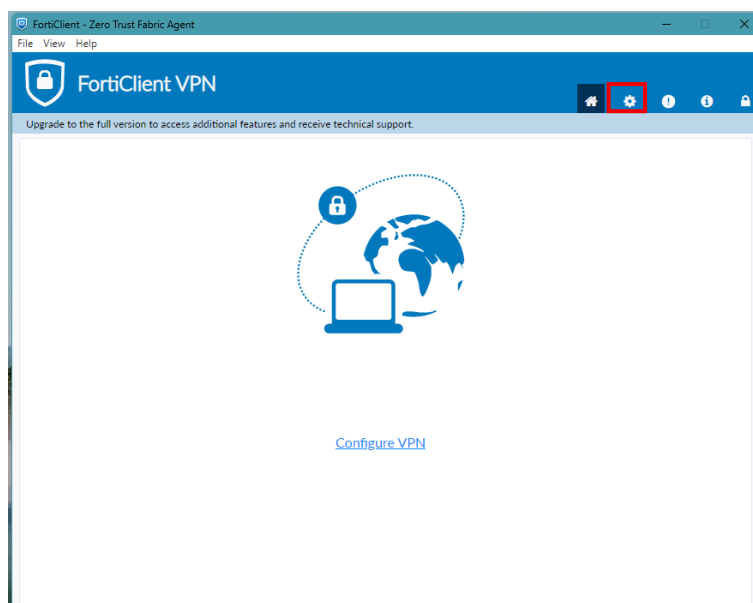 FortiClient - Zero Trust Fabric Agent
File View Help
FortiClient VPN
Upgrade to the full version to access additional features and receive technical support.
Configure VPN